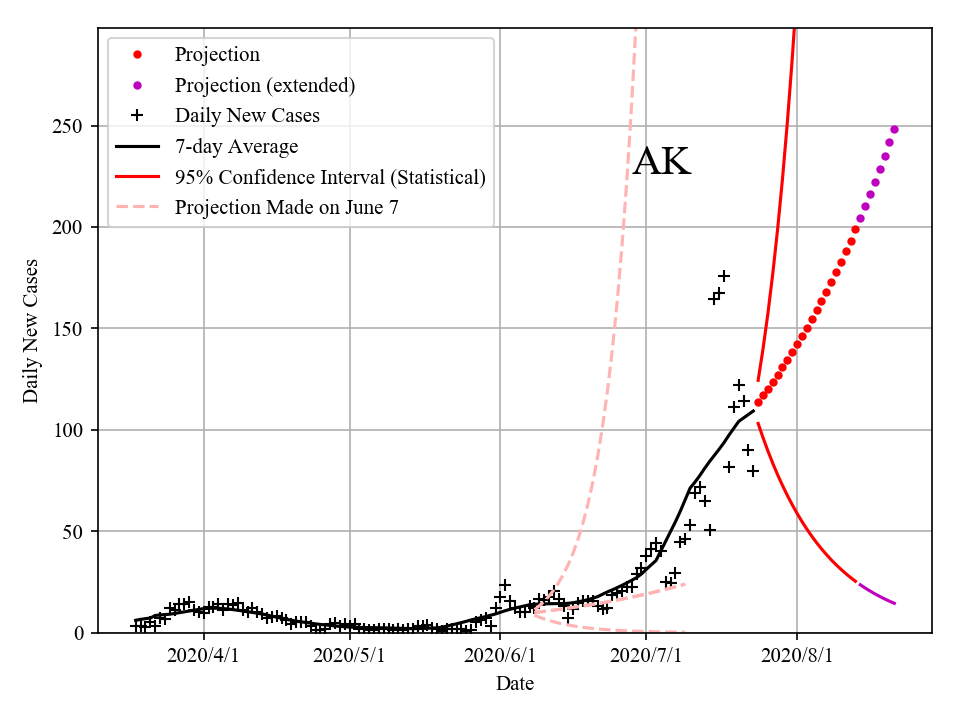 Projection
Projection (extended)
Daily New Cases
7-day Average
95% Confidence Interval (Statistical)
Projection Made on June 7
AK
250
200
150
100
50
0
Daily New Cases
2020/4/1 2020/5/1 2020/6/1 2020/7/1 2020/8/1
Date